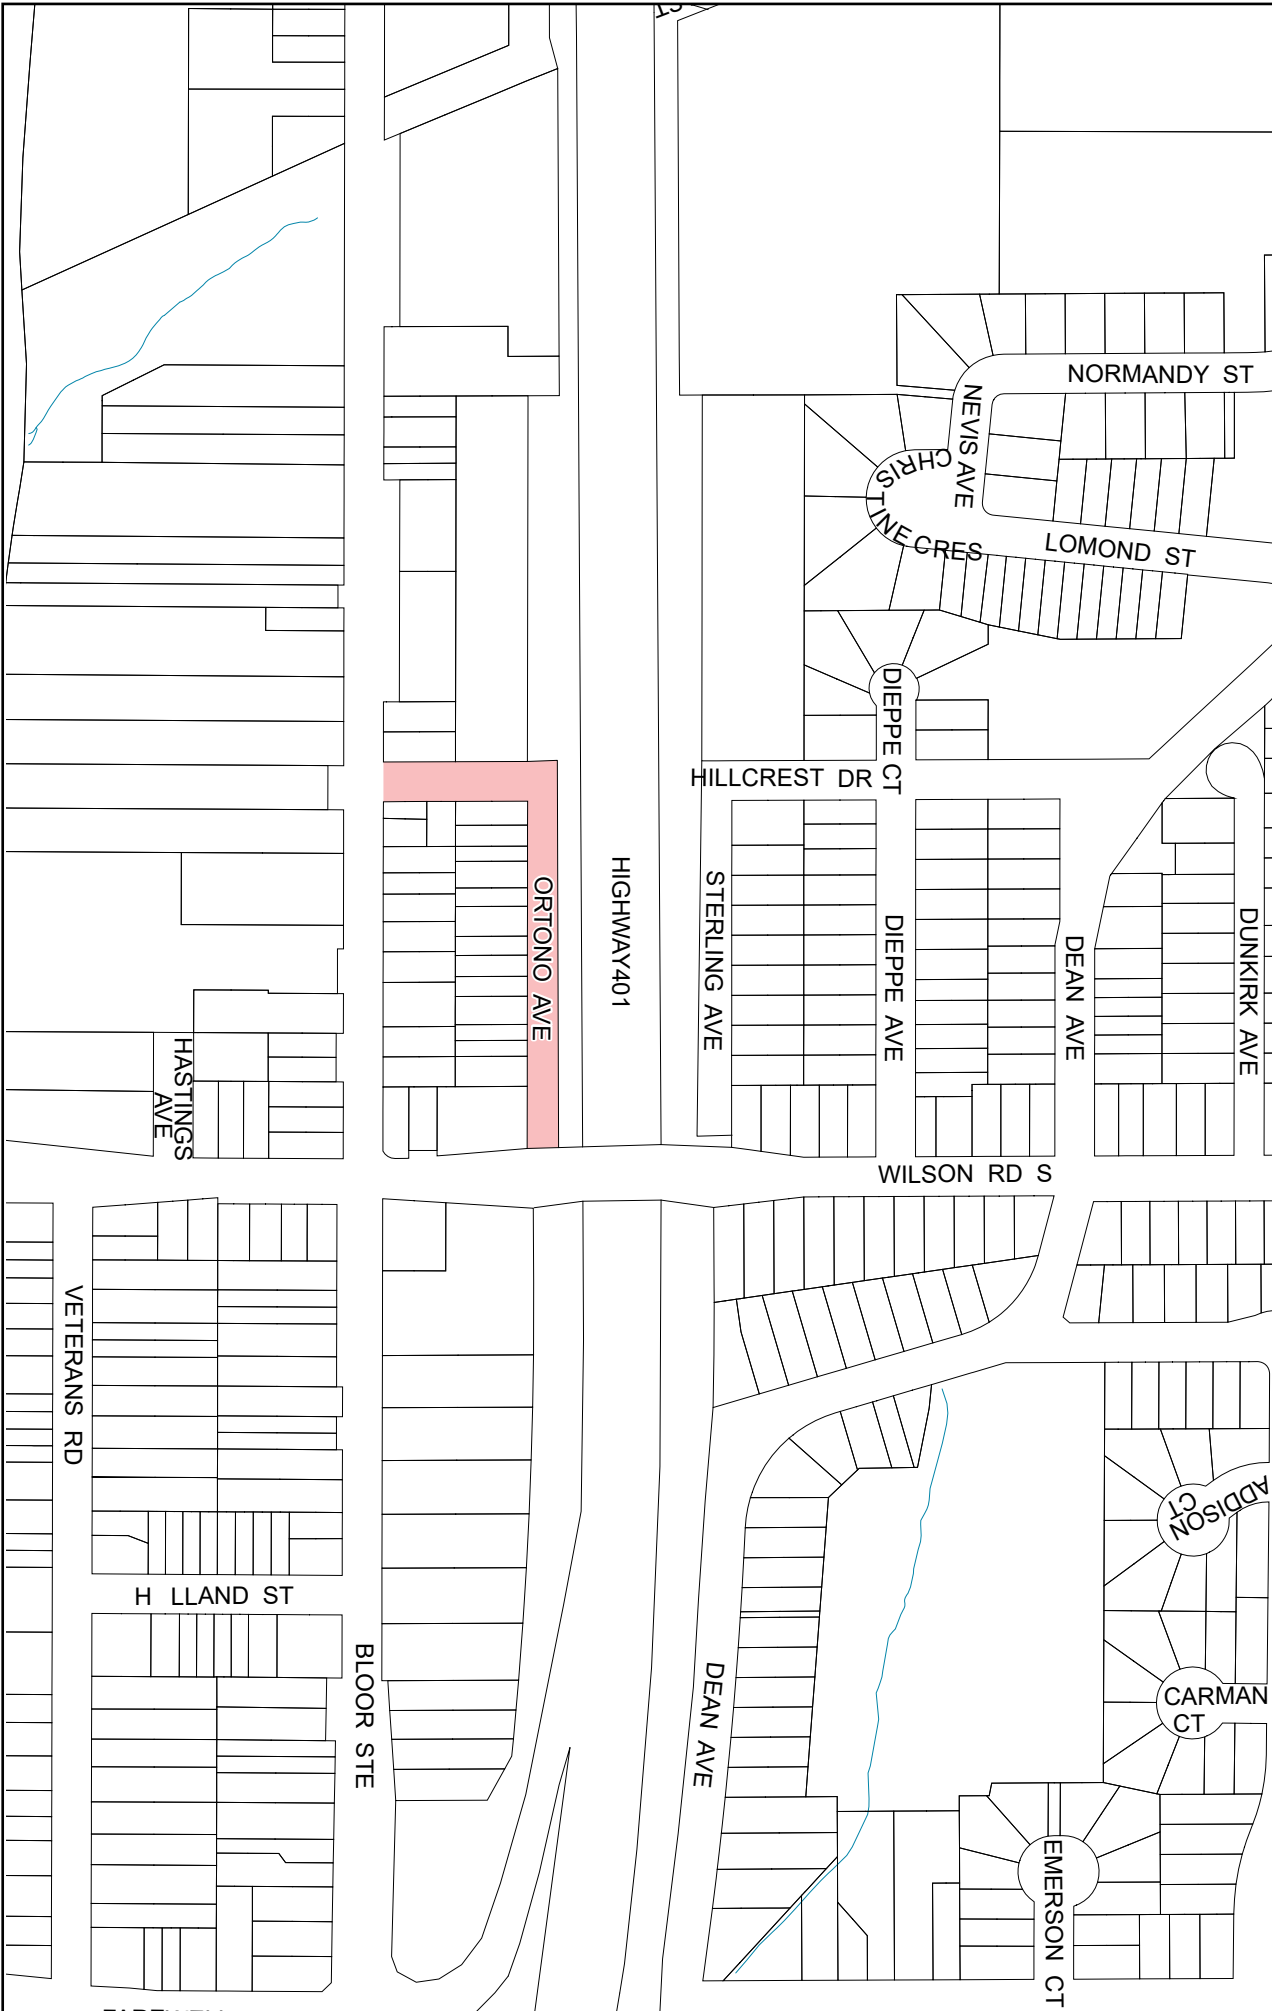 CT
NORMANDY ST
NEVIS AVE
CHRISTINE CRES
LOMOND ST
DIEPPE CT
HILLCREST DR
ORTONO AVE
HIGHWAY401
STERLING AVE
DIEPPE AVE
DEAN AVE
DUNKIRK AVE
HASTINGS
AVE
WILSON RD S
VETERANS RD
ADDISON
CT
H LLAND ST
BLOOR STE
DEAN AVE
CARMAN
CT
EMERSON CT